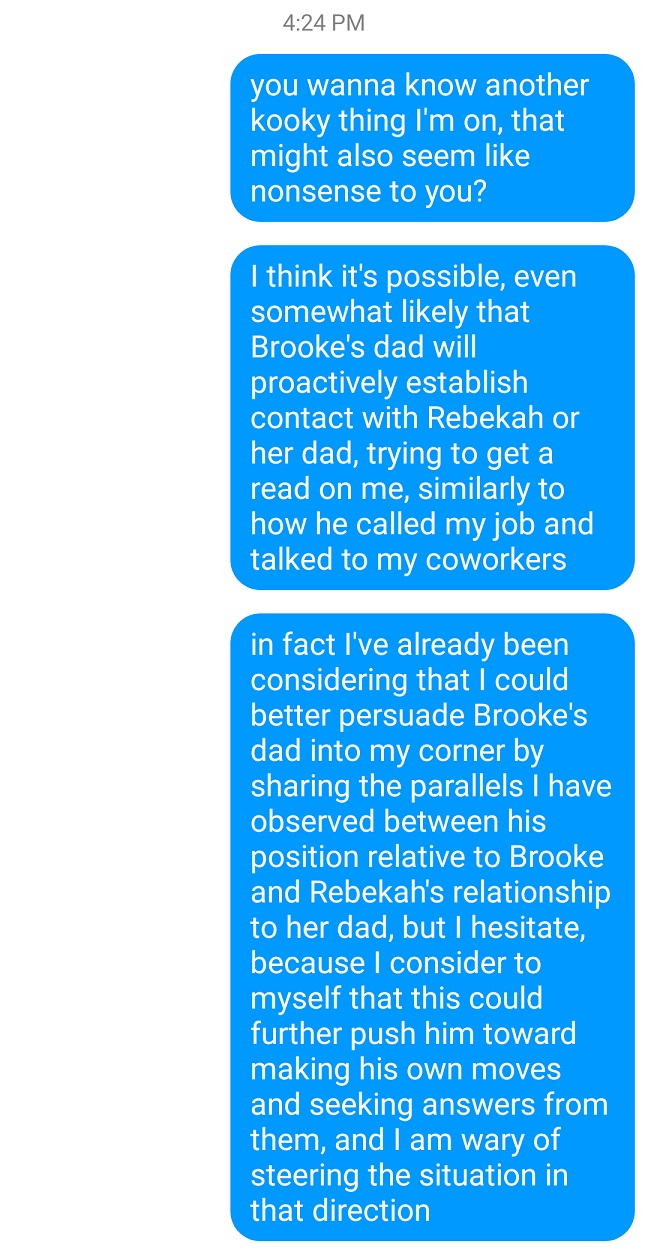 4:24 PM
you wanna know another
kooky thing I'm on, that
might also seem like
nonsense to you?
I think it's possible, even
somewhat likely that
Brooke's dad will
proactively establish
contact with Rebekah or
her dad, trying to get a
read on me, similarly to
how he called my job and
talked to my coworkers
in fact I've already been
considering that I could
better persuade Brooke's
dad into my corner by
sharing the parallels I have
observed between his
position relative to Brooke
and Rebekah's relationship
to her dad, but I hesitate,
because I consider to
myself that this could
further push him toward
making his own moves
and seeking answers from
them, and I am wary of
steering the situation in
that direction